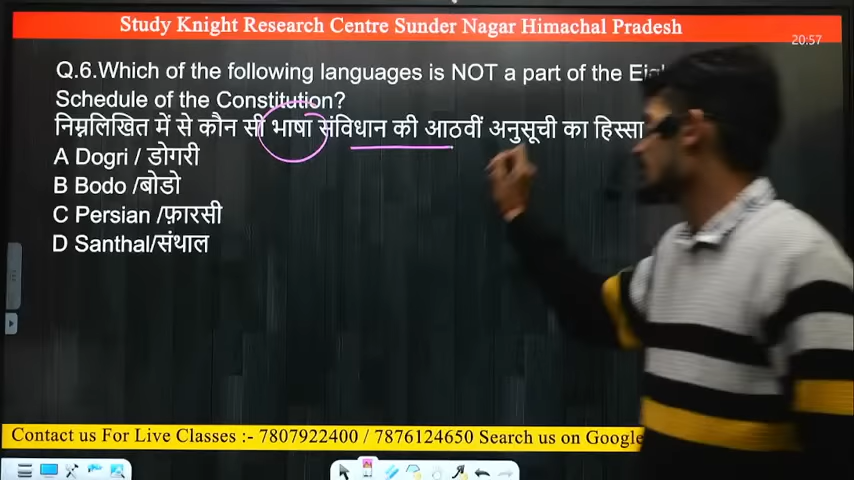 Study Knight Research Centre Sunder Nagar Himachal Pradesh
20:57
Q.6.Which of the following languages is NOT a part of the
Schedule of the Constitution?
निम्नलिखित में से कौन सी भाषा संविधान की आठवीं अनुसूची का हिस्सा
A Dogri / डोगरी
B Bodo /बोडो
C Persian /फ़ारसी
D Santhal/संथाल
Contact us For Live Classes :- 7807922400 / 7876124650 Search us on Google